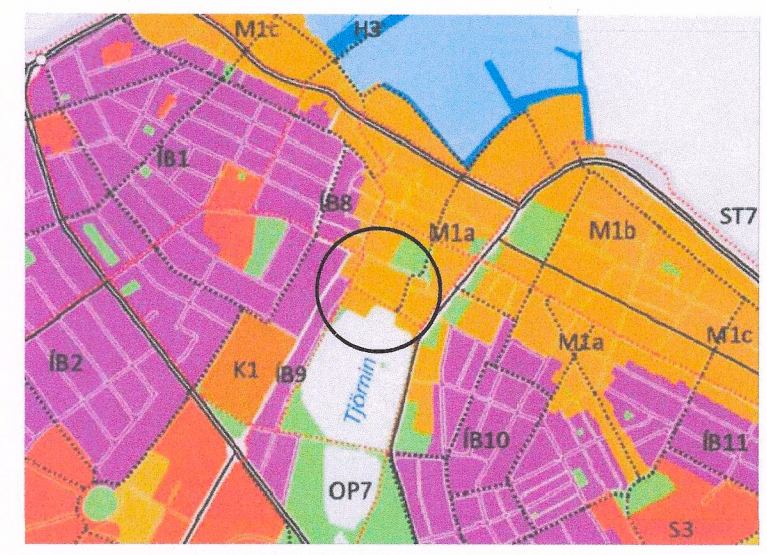 M1c
H3
ÍB1
ÍB8
M1a
M1b
ST7
ÍB2
K1
ÍB9
Tjörnin
M1a
M1c
ÍB10
ÍB11
OP7
S3